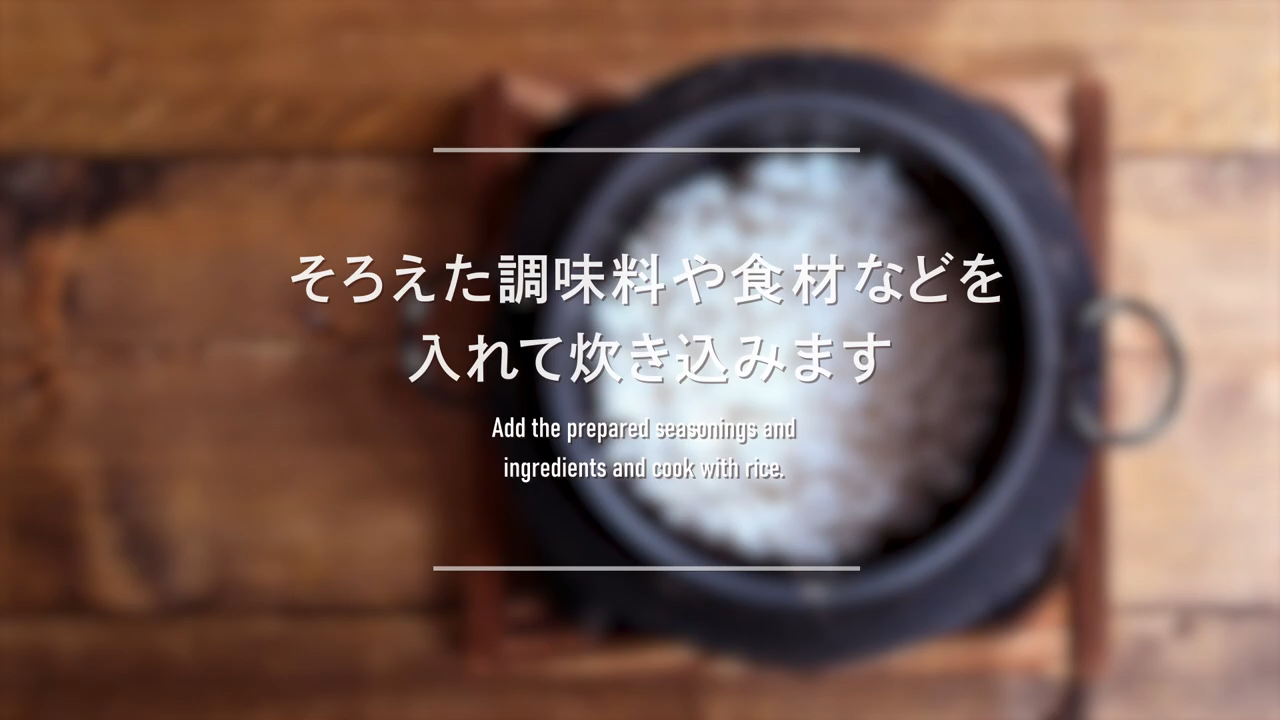 そろえた調味料や食材などを
入れて炊き込みます
Add the prepared seasonings and
ingredients and cook with rice.